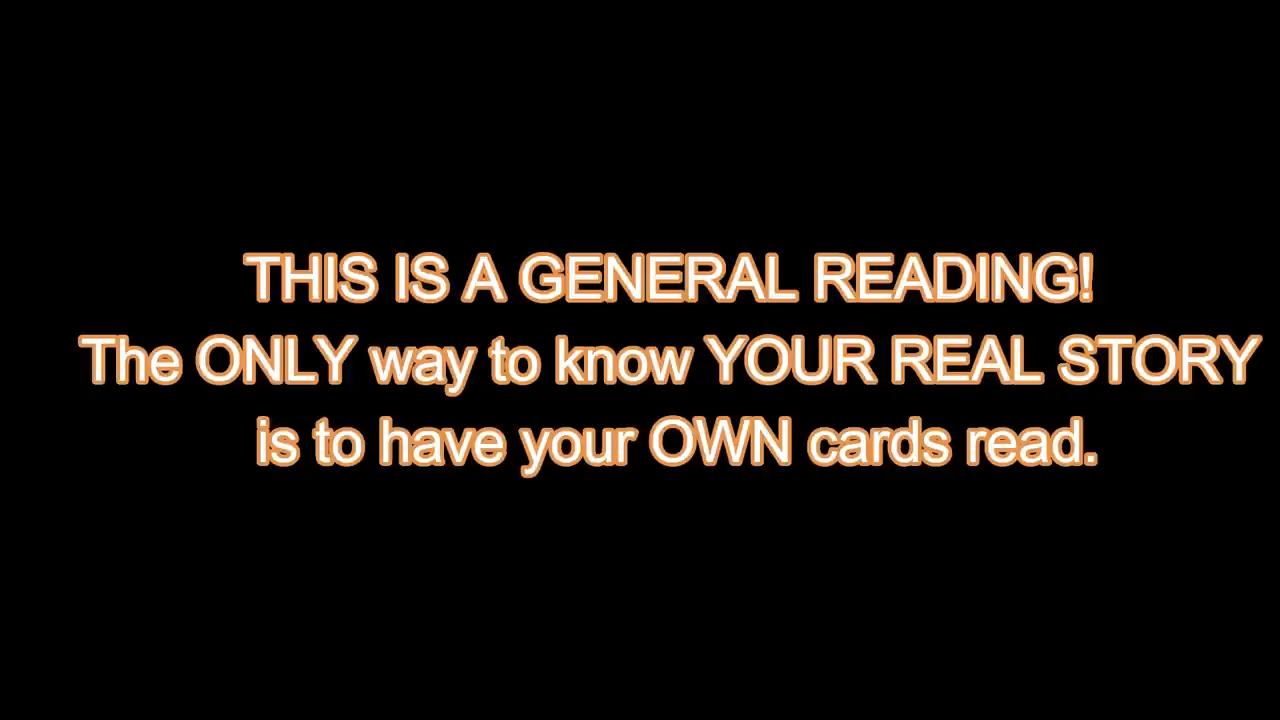 THIS IS A GENERAL READING!
The ONLY way to know YOUR REAL STORY
is to have your OWN cards read.